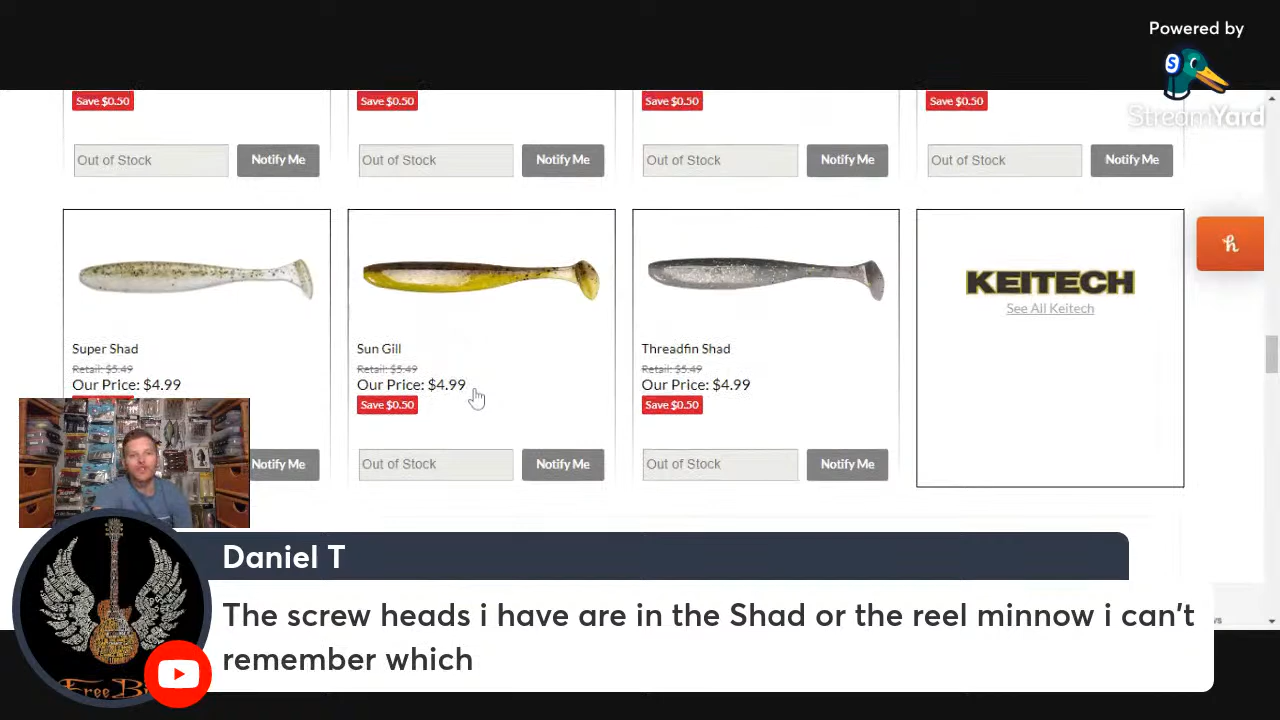 Powered by
S
StreamYard
Save $0.50 Save $0.50 Save $0.50 Save $0.50
Out of Stock Notify Me Out of Stock Notify Me Out of Stock Notify Me Out of Stock Notify Me
h
KEITECH
See All Keitech
Super Shad Sun Gill Threadfin Shad
Retail: $5.49 Retail: $5.49 Retail: $5.49
Our Price: $4.99 Our Price: $4.99 Our Price: $4.99
Save $0.50 Save $0.50
Notify Me Out of Stock Notify Me Out of Stock Notify Me
Daniel T
The screw heads i have are in the Shad or the reel minnow i can't
remember which